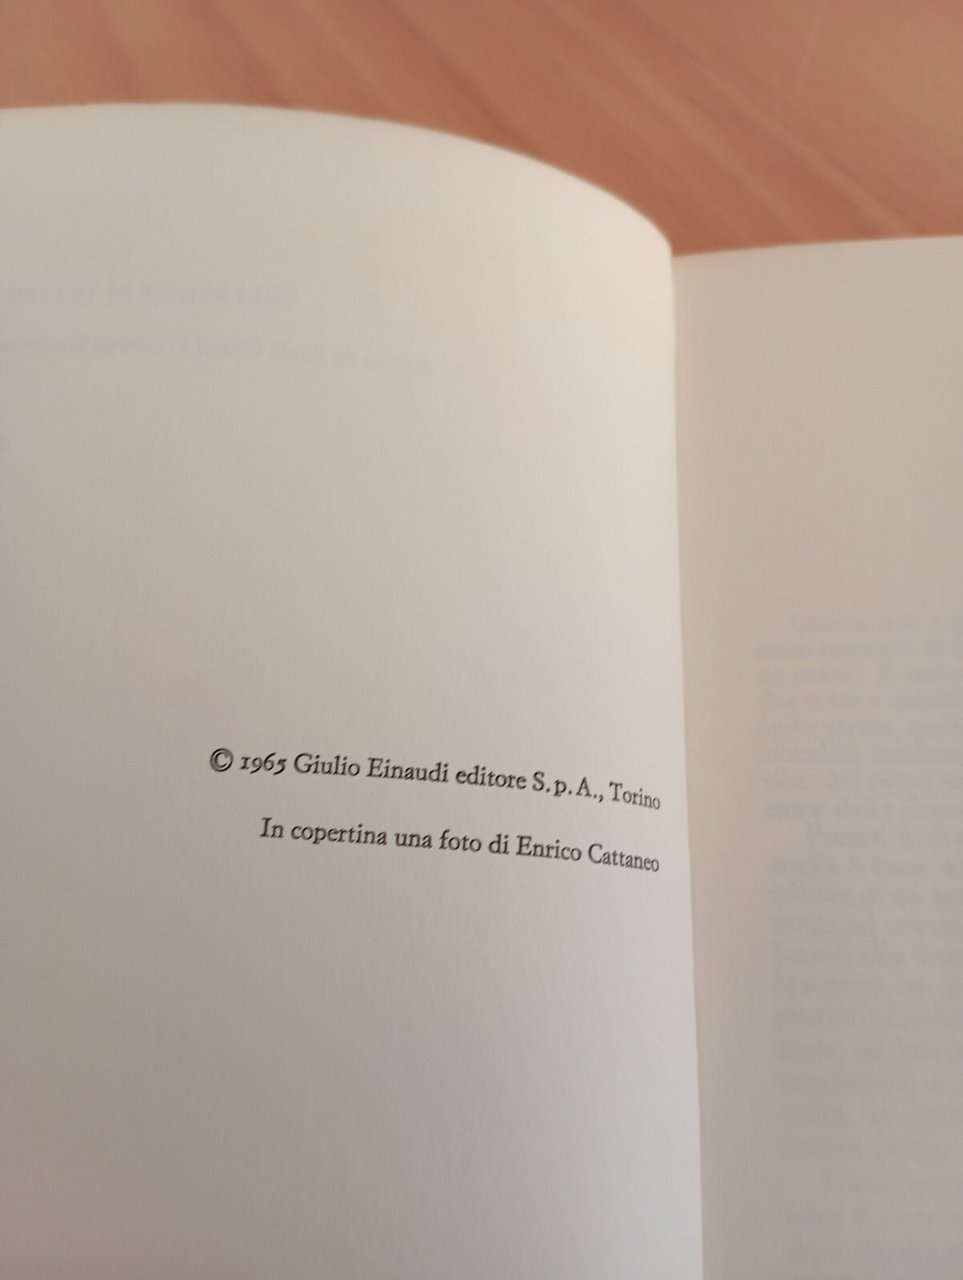 © 1965 Giulio Einaudi editore S.p.A., Torino
In copertina una foto di Enrico Cattaneo